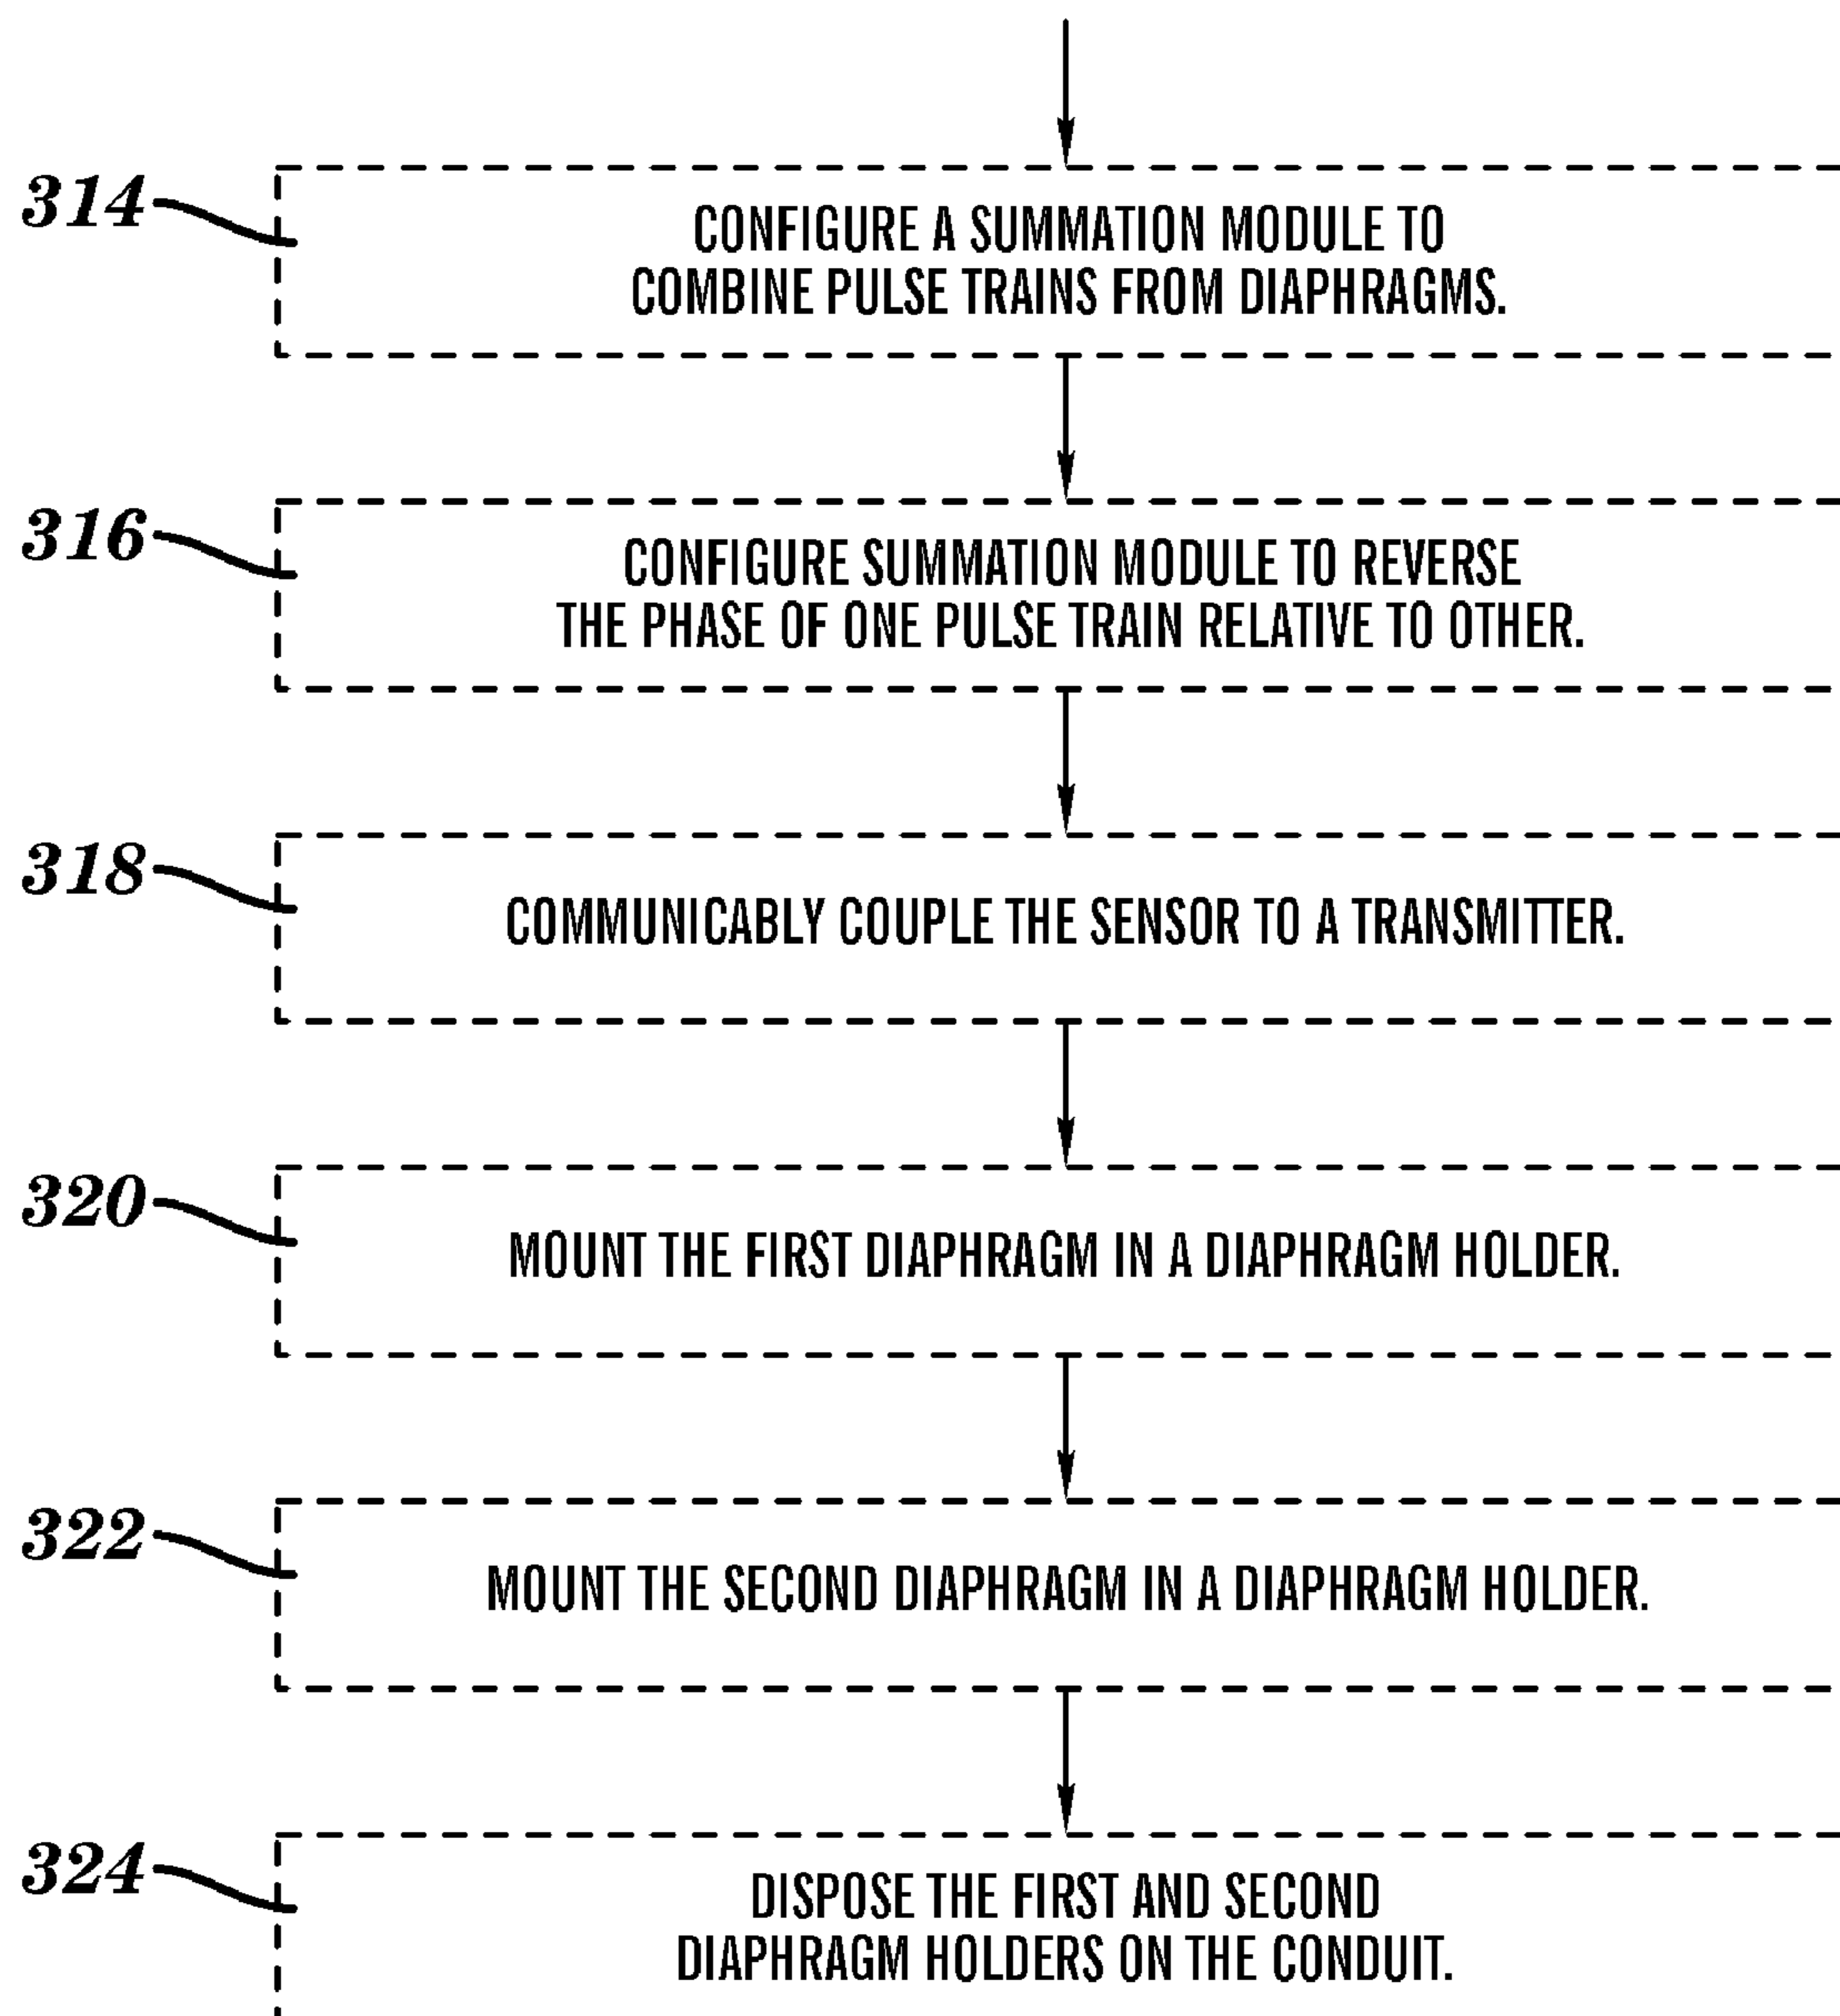 314
CONFIGURE A SUMMATION MODULE TO
COMBINE PULSE TRAINS FROM DIAPHRAGMS.
316
CONFIGURE SUMMATION MODULE TO REVERSE
THE PHASE OF ONE PULSE TRAIN RELATIVE TO OTHER.
318
COMMUNICABLY COUPLE THE SENSOR TO A TRANSMITTER.
320
MOUNT THE FIRST DIAPHRAGM IN A DIAPHRAGM HOLDER.
322
MOUNT THE SECOND DIAPHRAGM IN A DIAPHRAGM HOLDER.
324
DISPOSE THE FIRST AND SECOND
DIAPHRAGM HOLDERS ON THE CONDUIT.